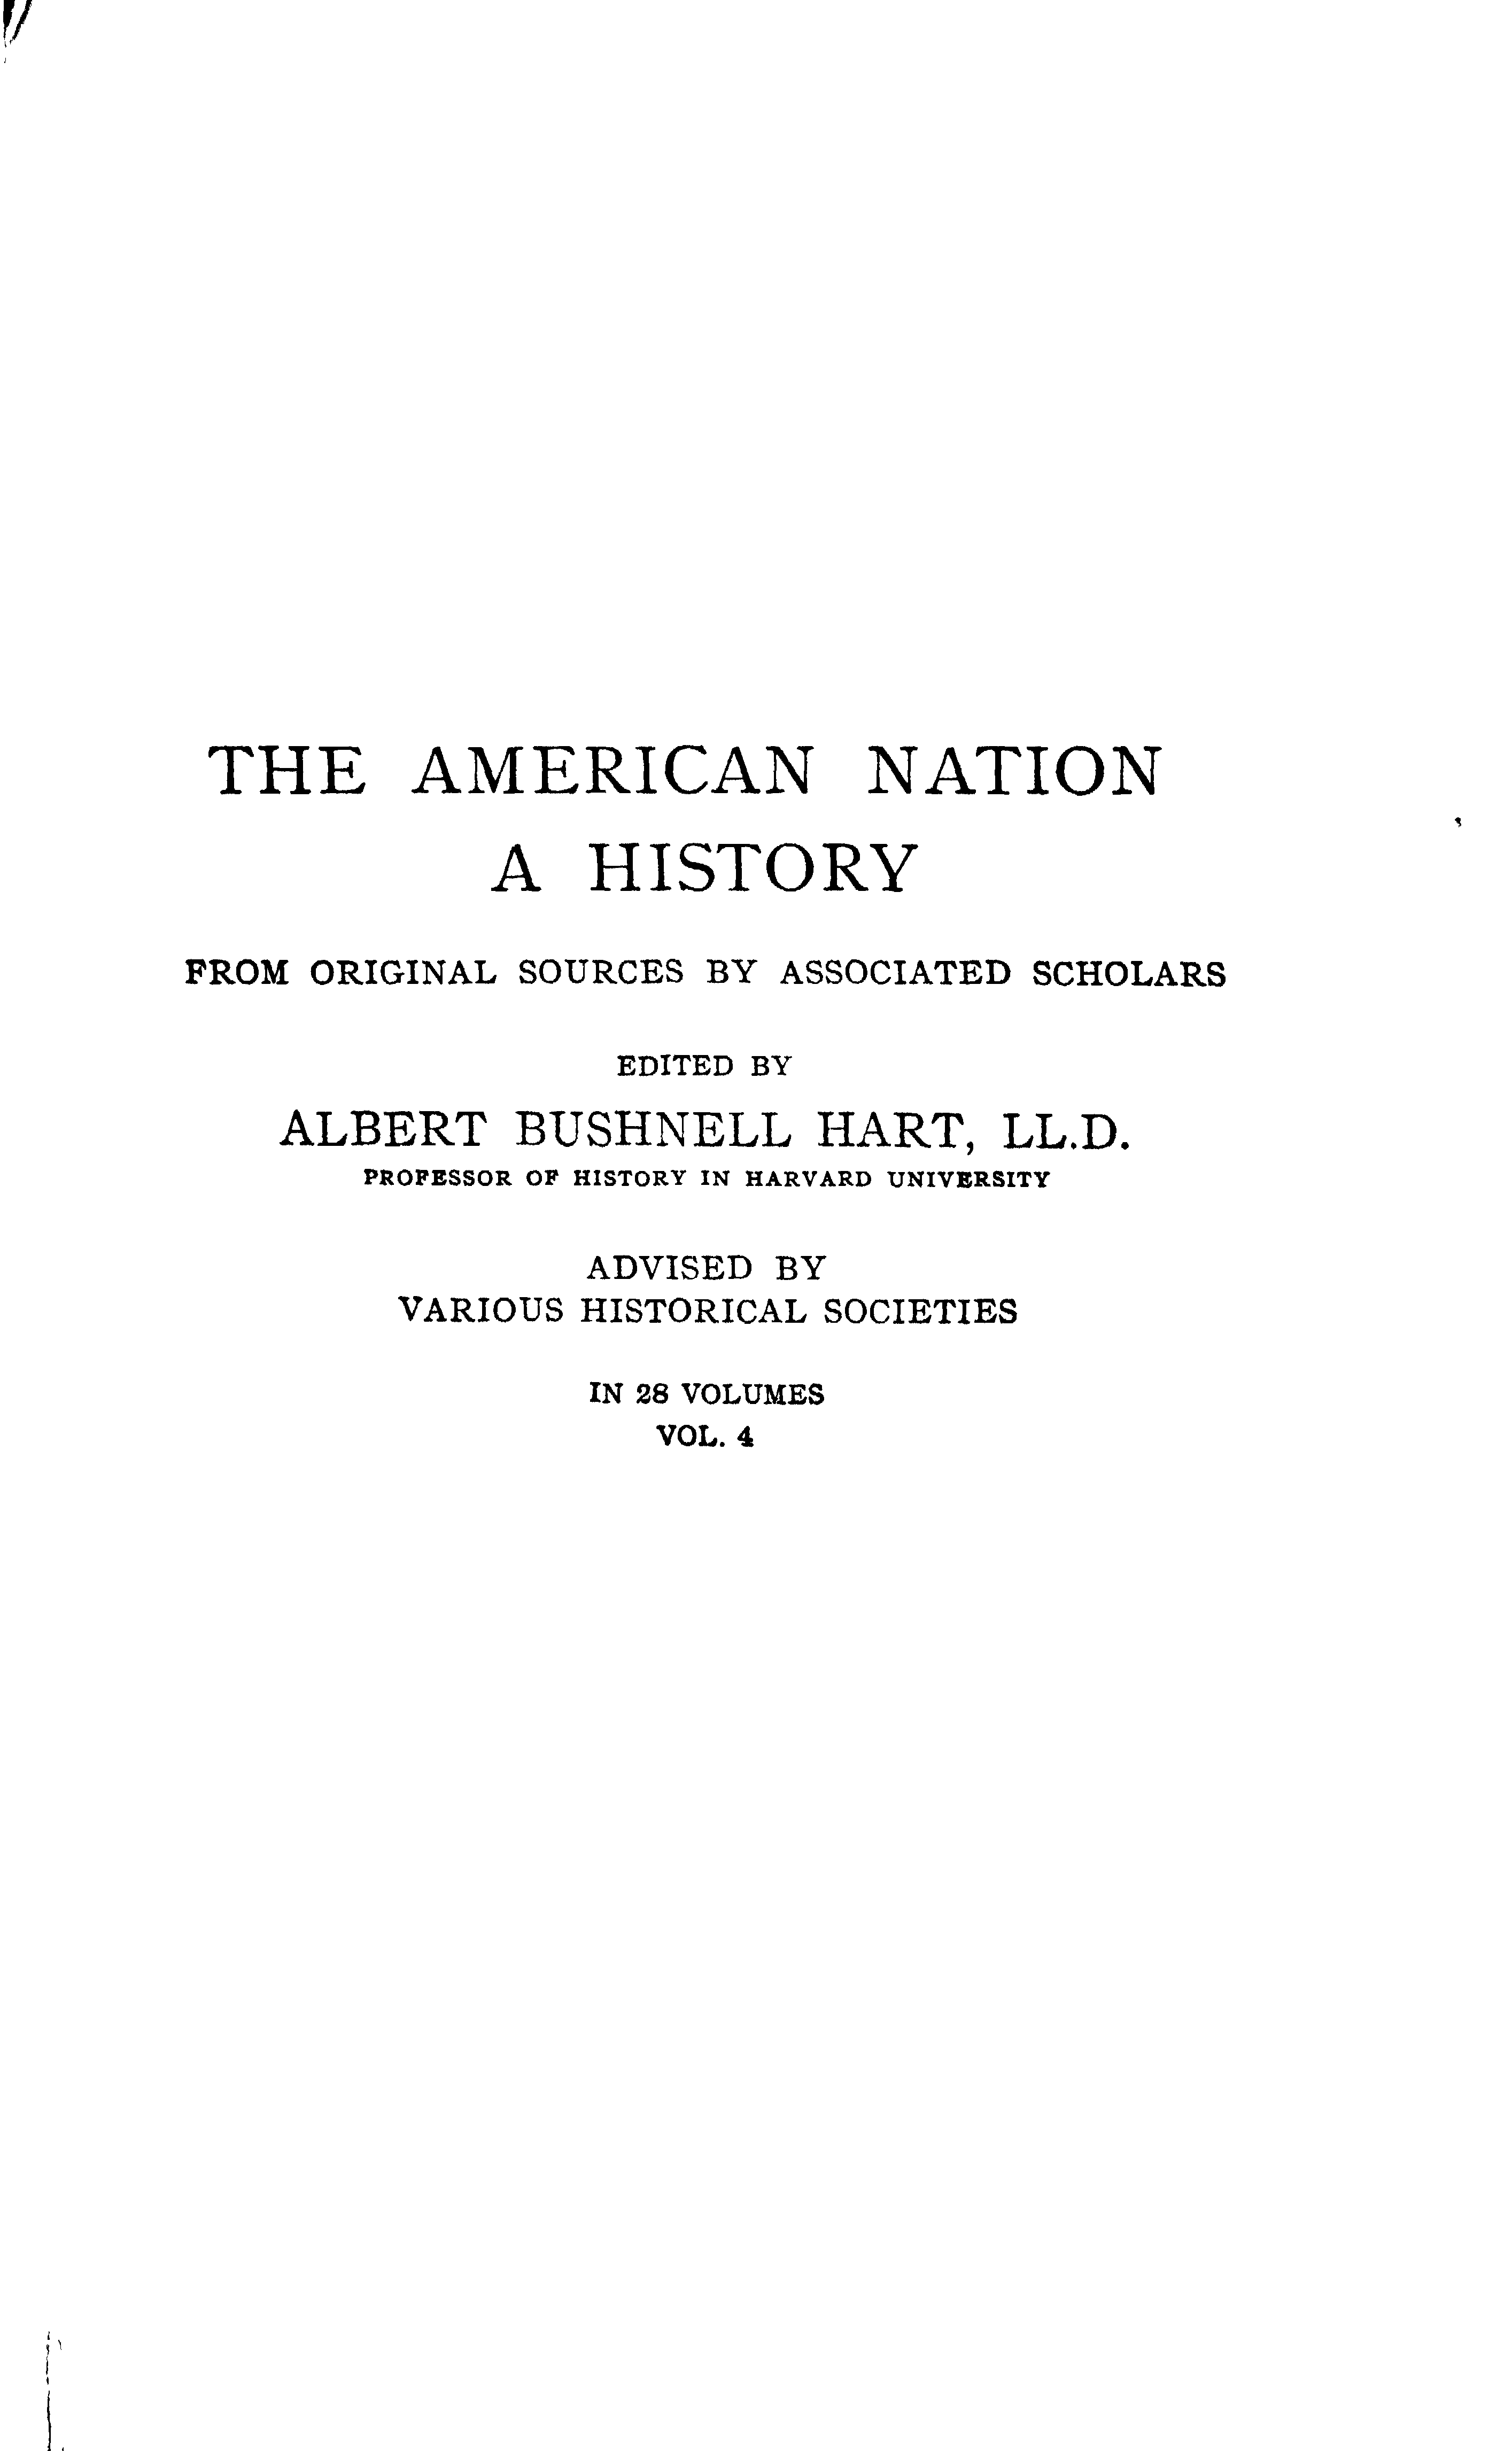 THE AMERICAN NATION
A HISTORY
FROM ORIGINAL SOURCES BY ASSOCIATED SCHOLARS
EDITED BY
ALBERT BUSHNELL HART, LL.D.
PROFESSOR OF HISTORY IN HARVARD UNIVERSITY
ADVISED BY
VARIOUS HISTORICAL SOCIETIES
IN 28 VOLUMES
VOL. 4